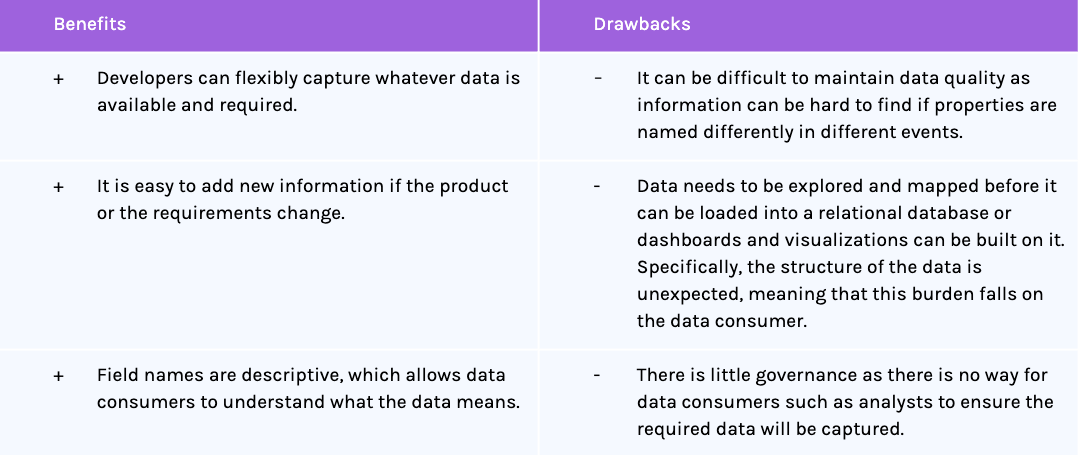 Benefits
Drawbacks
+ Developers can flexibly capture whatever data is
available and required.
- It can be difficult to maintain data quality as
information can be hard to find if properties are
named differently in different events.
+ It is easy to add new information if the product
or the requirements change.
- Data needs to be explored and mapped before it
can be loaded into a relational database or
dashboards and visualizations can be built on it.
Specifically, the structure of the data is
unexpected, meaning that this burden falls on
the data consumer.
+ Field names are descriptive, which allows data
consumers to understand what the data means.
- There is little governance as there is no way for
data consumers such as analysts to ensure the
required data will be captured.